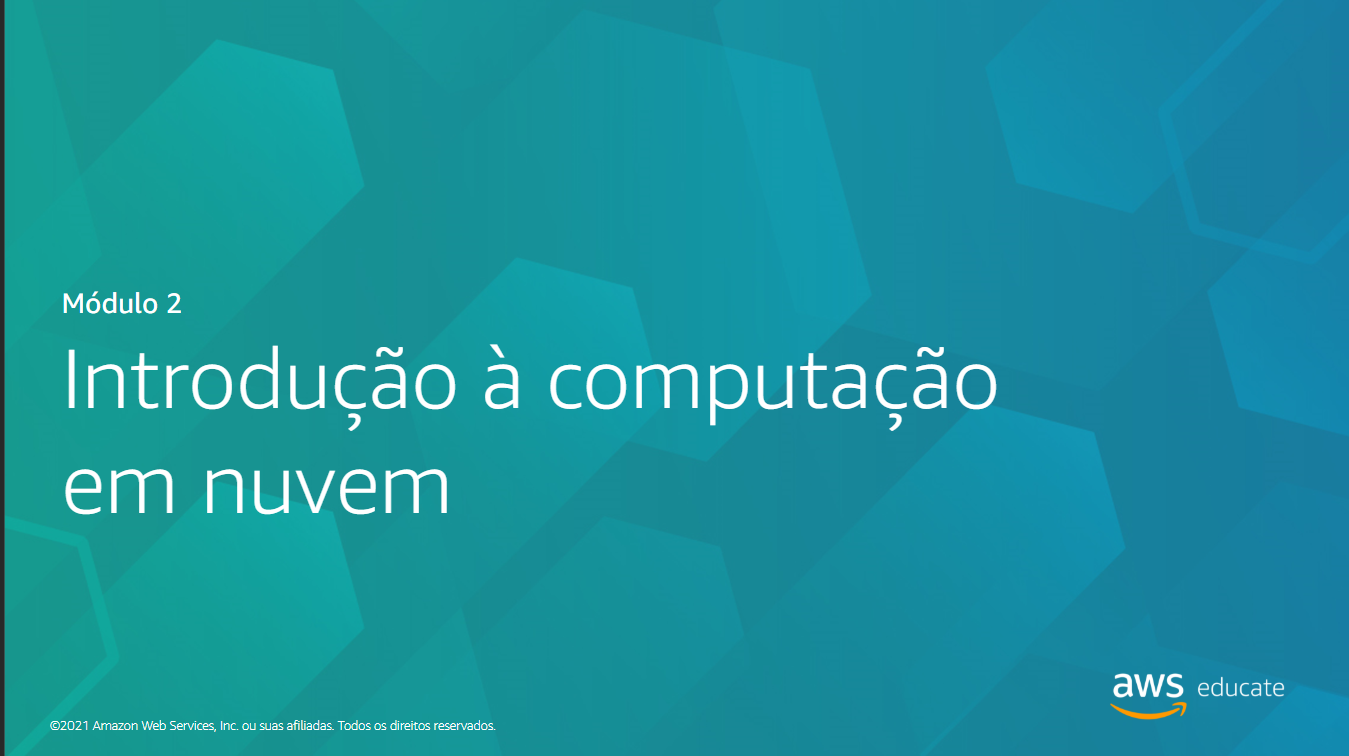 Módulo 2
Introdução à computação
em nuvem
aws educate
©2021 Amazon Web Services, Inc. ou suas afiliadas. Todos os direitos reservados.